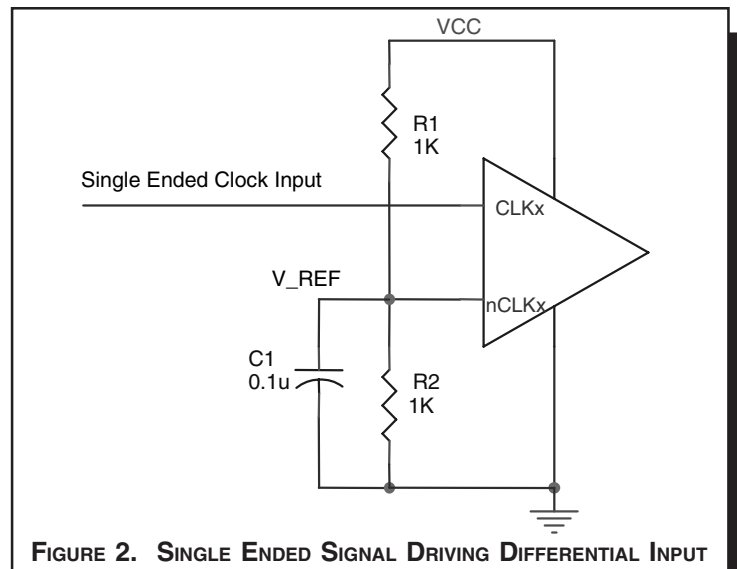 VCC
R1
1K
Single Ended Clock Input
CLKx
V_REF
nCLKx
C1
0.1u
R2
1K
FIGURE 2. SINGLE ENDED SIGNAL DRIVING DIFFERENTIAL INPUT